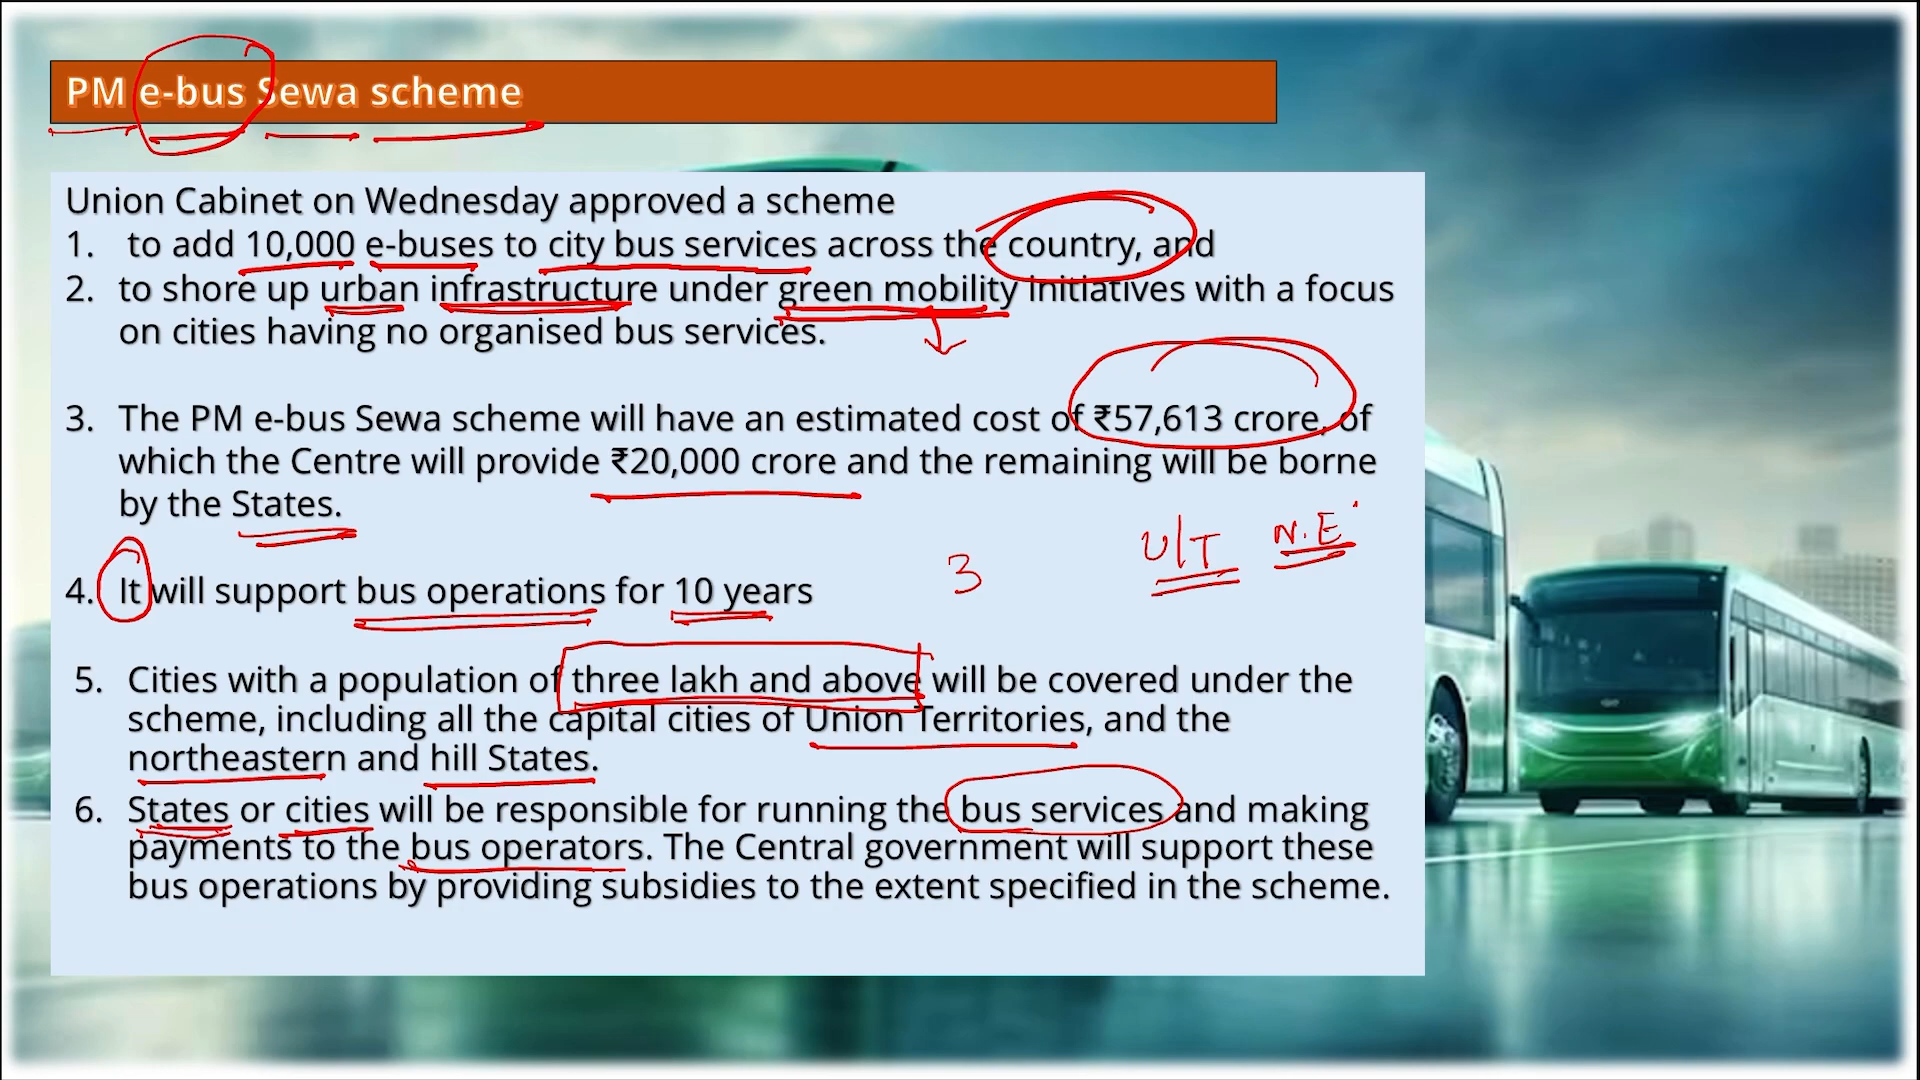 PM e-bus Sewa scheme
Union Cabinet on Wednesday approved a scheme
1. to add 10,000 e-buses to city bus services across the country, and
2. to shore up urban infrastructure under green mobility initiatives with a focus
on cities having no organised bus services.
3. The PM e-bus Sewa scheme will have an estimated cost of ₹57,613 crore, of
which the Centre will provide ₹20,000 crore and the remaining will be borne
by the States.
U/T N.E
4. It will support bus operations for 10 years
3
5. Cities with a population of three lakh and above will be covered under the
scheme, including all the capital cities of Union Territories, and the
northeastern and hill States.
6. States or cities will be responsible for running the bus services and making
payments to the bus operators. The Central government will support these
bus operations by providing subsidies to the extent specified in the scheme.